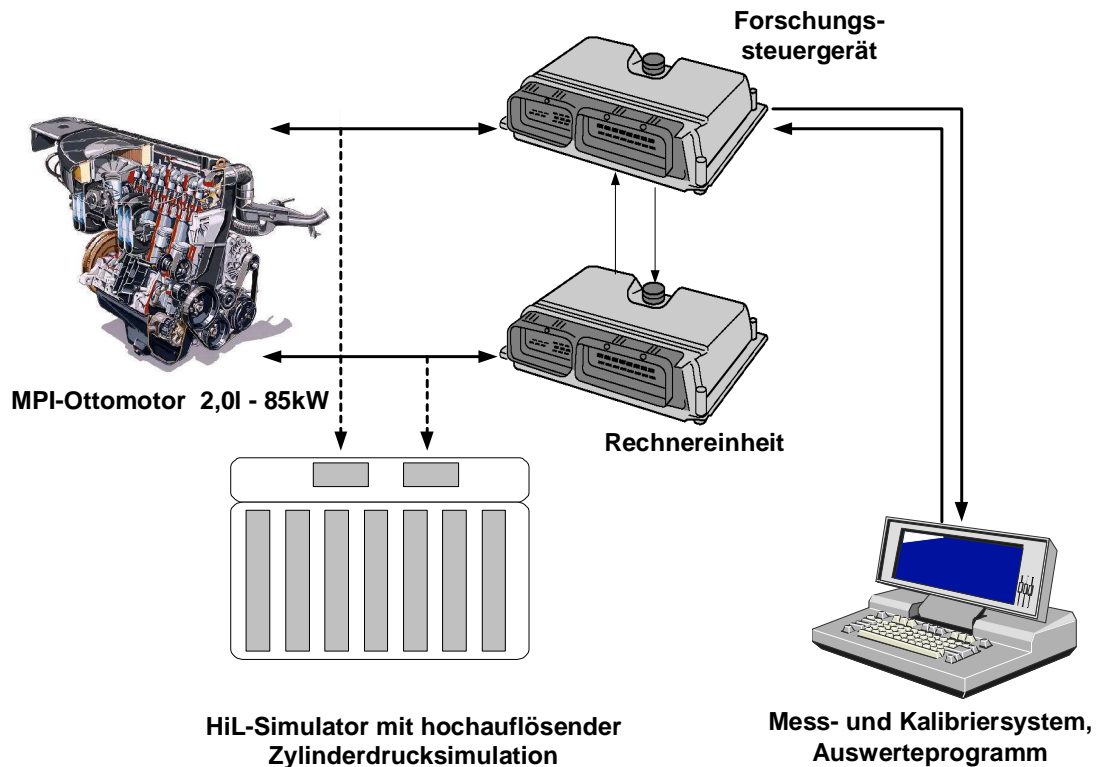 Forschungs-
steuergerät
MPI-Ottomotor 2,0l - 85kW
Rechnereinheit
HiL-Simulator mit hochauflösender
Zylinderdrucksimulation
Mess- und Kalibriersystem,
Auswerteprogramm